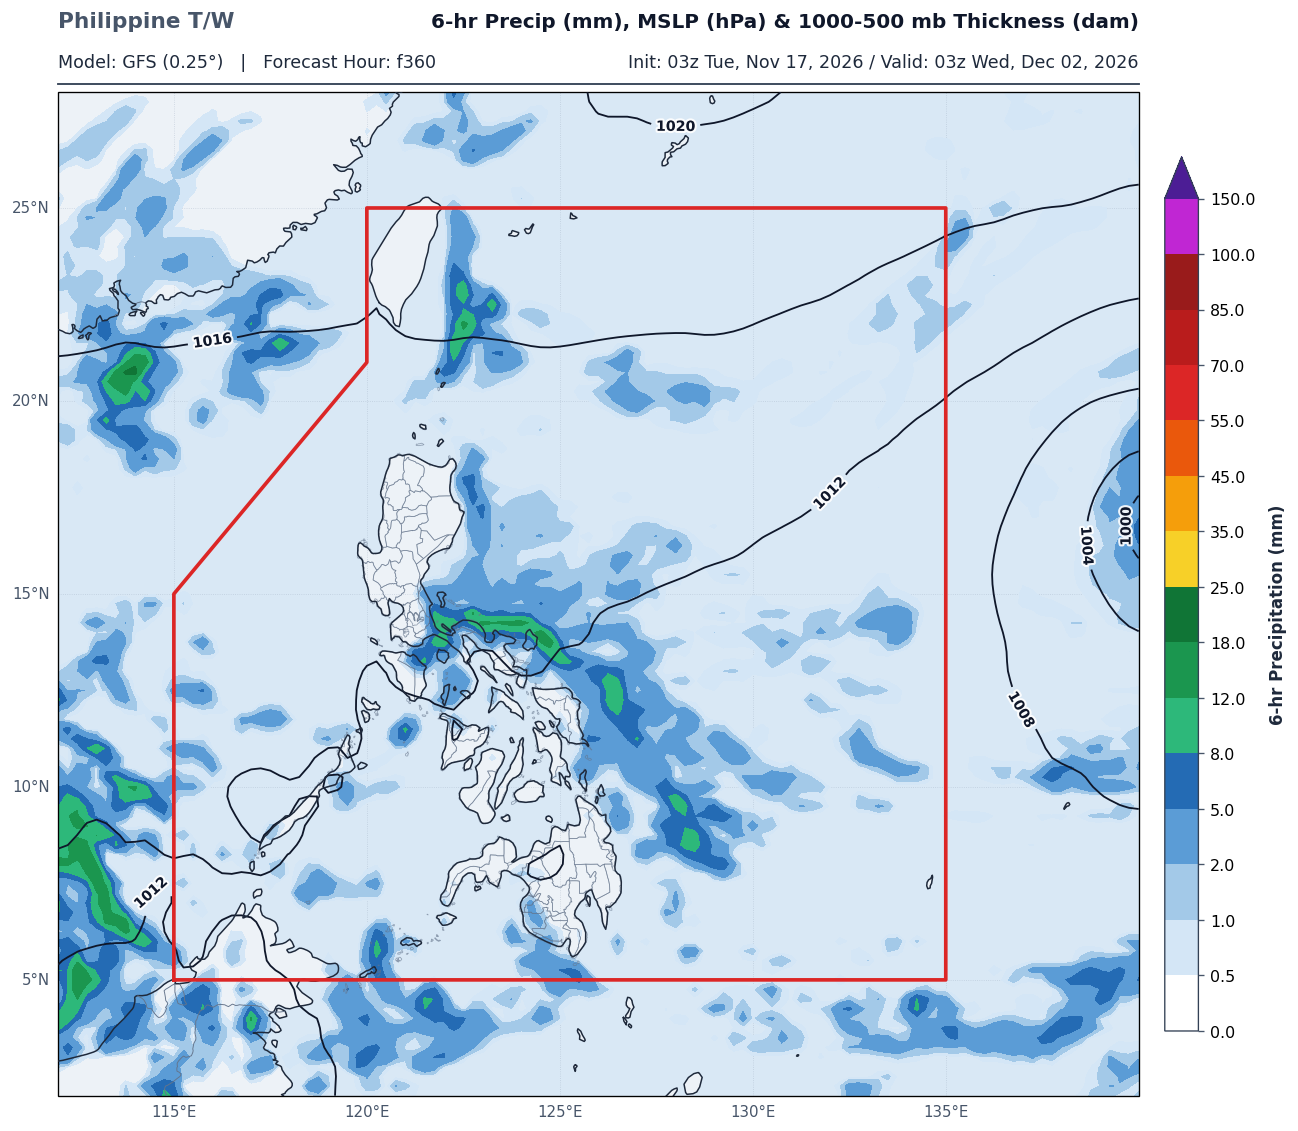 Philippine T/W
6-hr Precip (mm), MSLP (hPa) & 1000-500 mb Thickness (dam)
Model: GFS (0.25°) | Forecast Hour: f360
Init: 03z Tue, Nov 17, 2026 / Valid: 03z Wed, Dec 02, 2026
1020
1016
1012
1004
1000
1008
1012
25°N
20°N
15°N
10°N
5°N
115°E
120°E
125°E
130°E
135°E
150.0
100.0
85.0
70.0
55.0
45.0
35.0
25.0
18.0
12.0
8.0
5.0
2.0
1.0
0.5
0.0
6-hr Precipitation (mm)